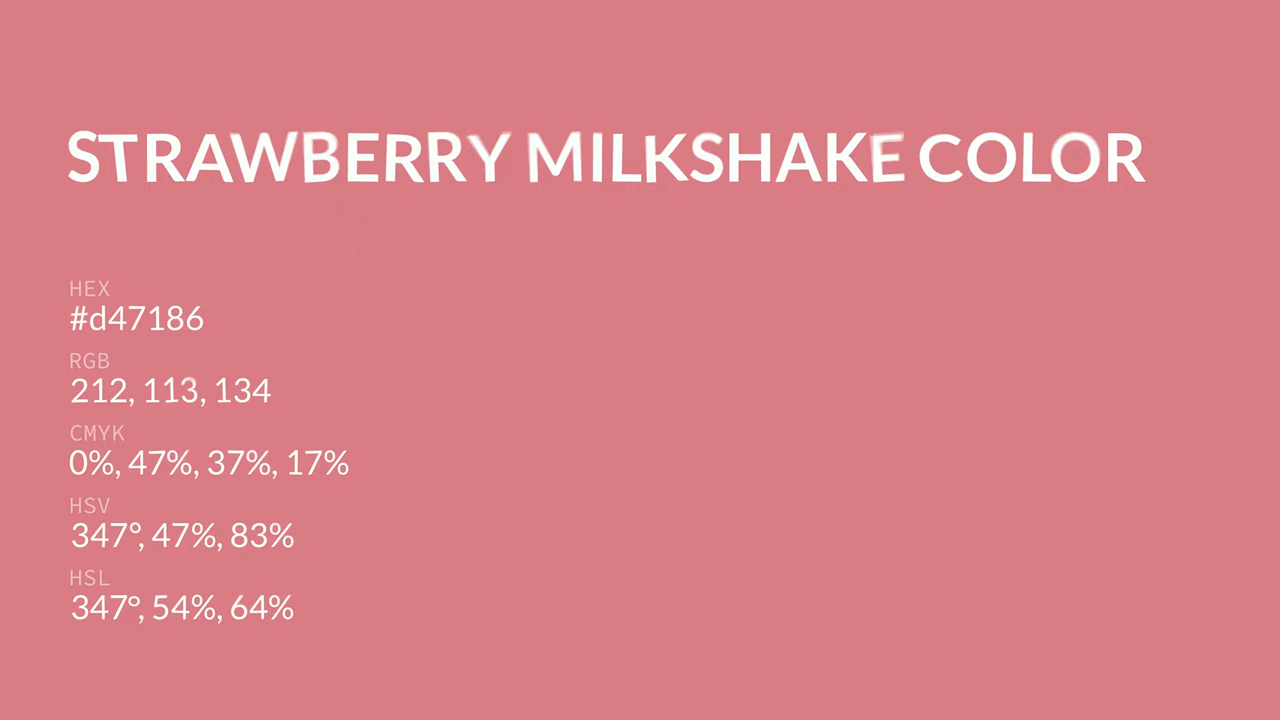 STRAWBERRY MILKSHAKE COLOR
HEX
#d47186
RGB
212, 113, 134
CMYK
0%, 47%, 37%, 17%
HSV
347°, 47%, 83%
HSL
347°, 54%, 64%